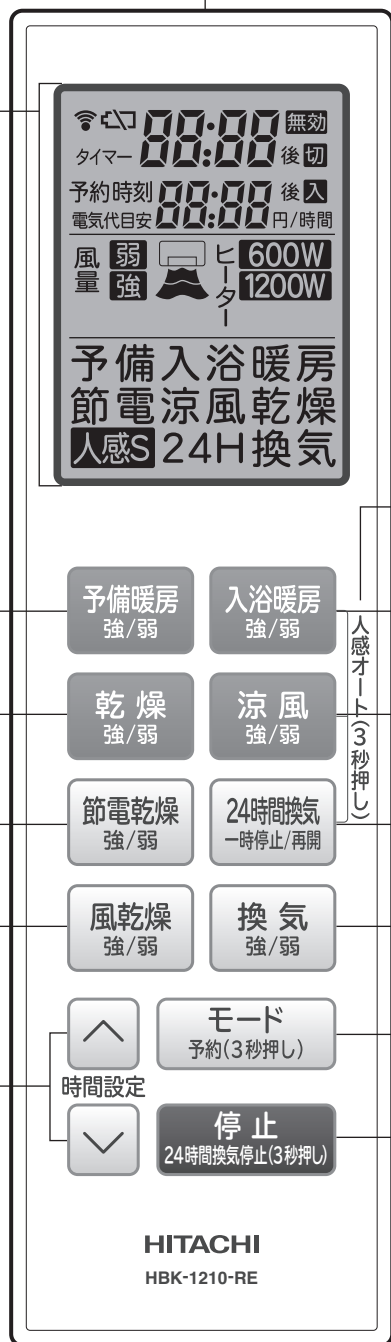 88:88 無効
タイマー 後切
予約時刻 88:88 後入
電気代目安 円/時間
風量 弱 ヒーター 600W
強 1200W
予備入浴暖房
節電涼風乾燥
人感S 24H換気
予備暖房
強/弱
入浴暖房
強/弱
人感オート(3秒押し)
乾燥
強/弱
涼風
強/弱
節電乾燥
強/弱
24時間換気
一時停止/再開
風乾燥
強/弱
換気
強/弱
モード
予約(3秒押し)
時間設定
停止
24時間換気停止(3秒押し)
HITACHI
HBK-1210-RE